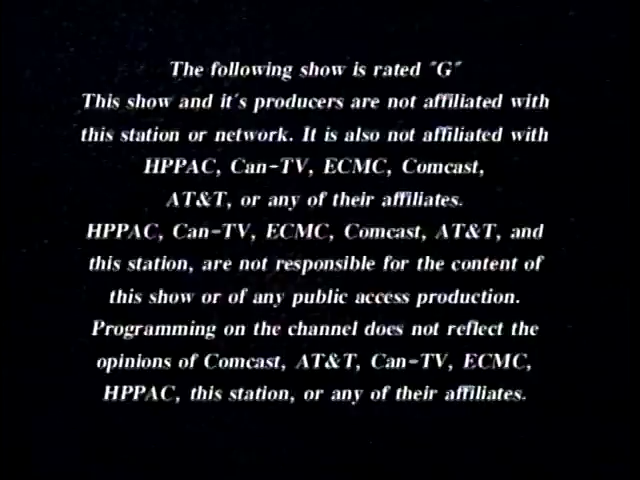 The following show is rated "G"
This show and it's producers are not affiliated with
this station or network. It is also not affiliated with
HPPAC, Can-TV, ECMC, Comcast,
AT&T, or any of their affiliates.
HPPAC, Can-TV, ECMC, Comcast, AT&T, and
this station, are not responsible for the content of
this show or of any public access production.
Programming on the channel does not reflect the
opinions of Comcast, AT&T, Can-TV, ECMC,
HPPAC, this station, or any of their affiliates.